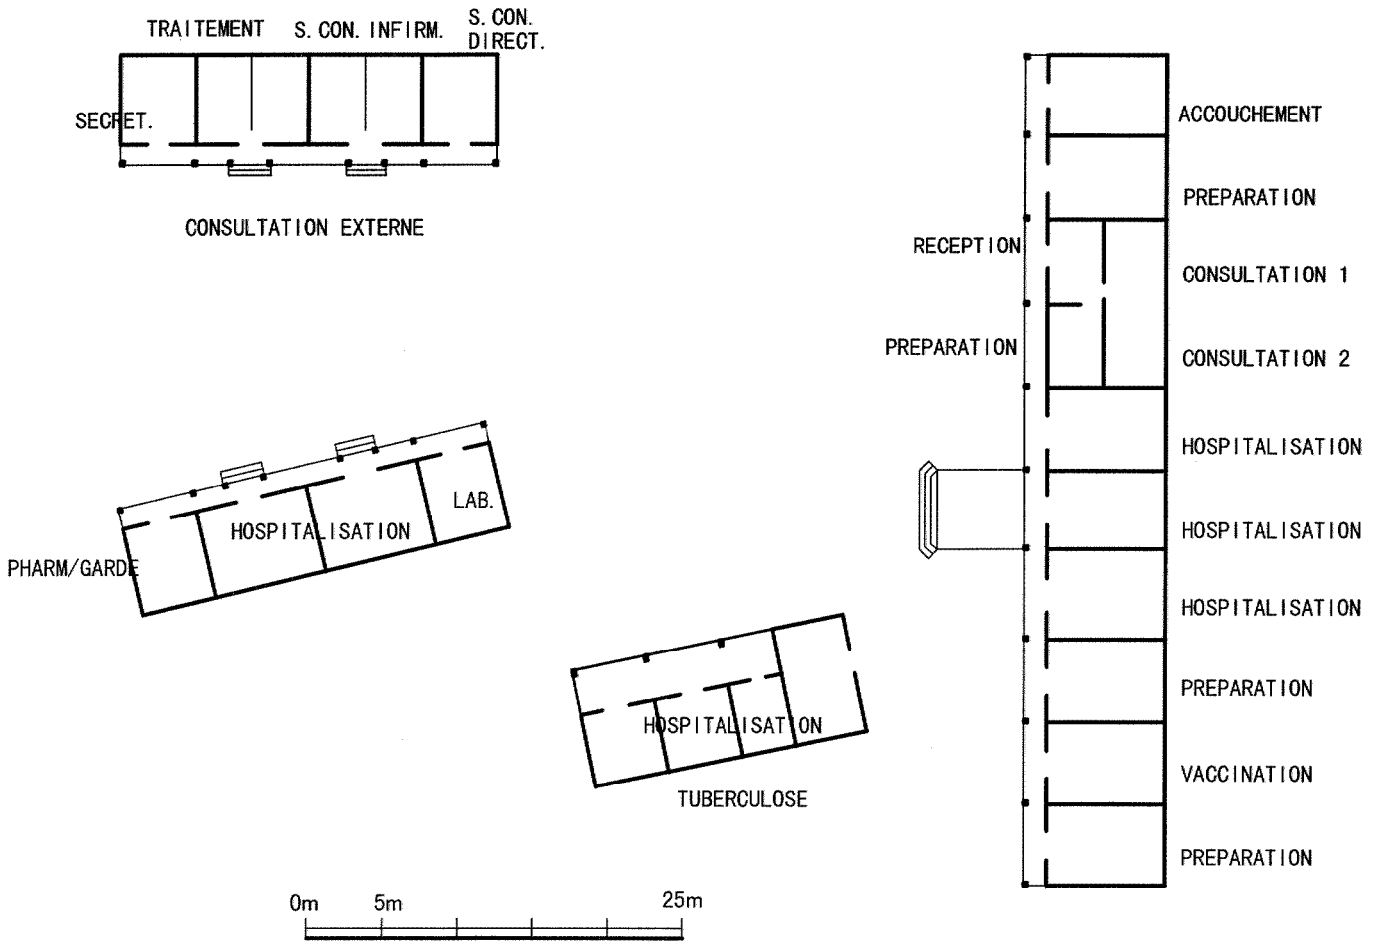 TRAITEMENT
S. CON. INFIRM.
S. CON.
DIRECT.
SECRET.
CONSULTATION EXTERNE
ACCOUCHEMENT
PREPARATION
RECEPTION
CONSULTATION 1
PREPARATION
CONSULTATION 2
HOSPITALISATION
HOSPITALISATION
HOSPITALISATION
PREPARATION
VACCINATION
PREPARATION
LAB.
HOSPITALISATION
PHARM/GARDE
HOSPITALISATION
TUBERCULOSE
0m 5m 25m